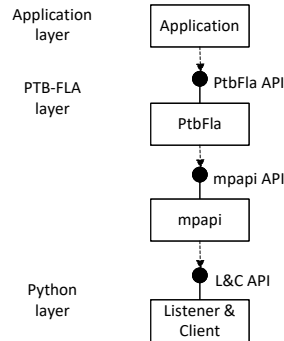 Application
layer
Application
PtbFla API
PTB-FLA
layer
PtbFla
mpapi API
mpapi
L&C API
Python
layer
Listener &
Client